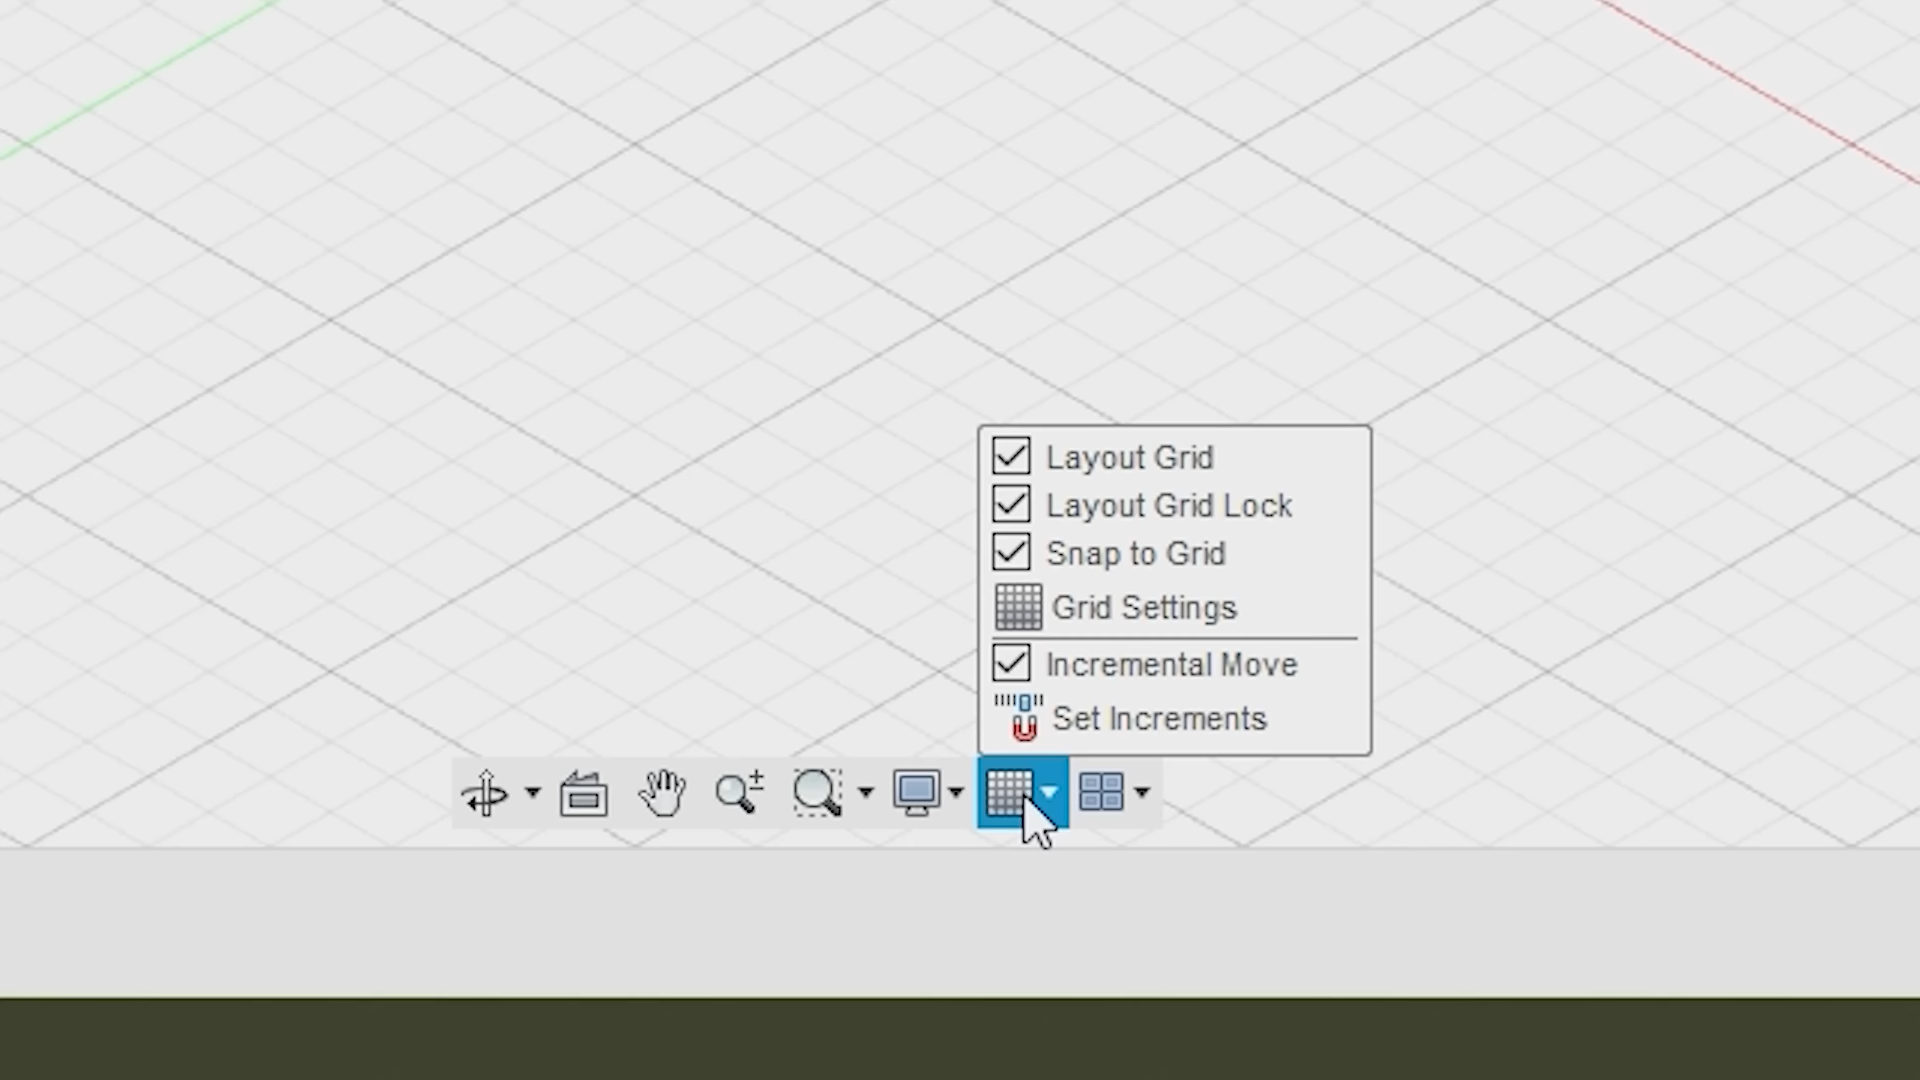 Layout Grid
Layout Grid Lock
Snap to Grid
Grid Settings
Incremental Move
Set Increments